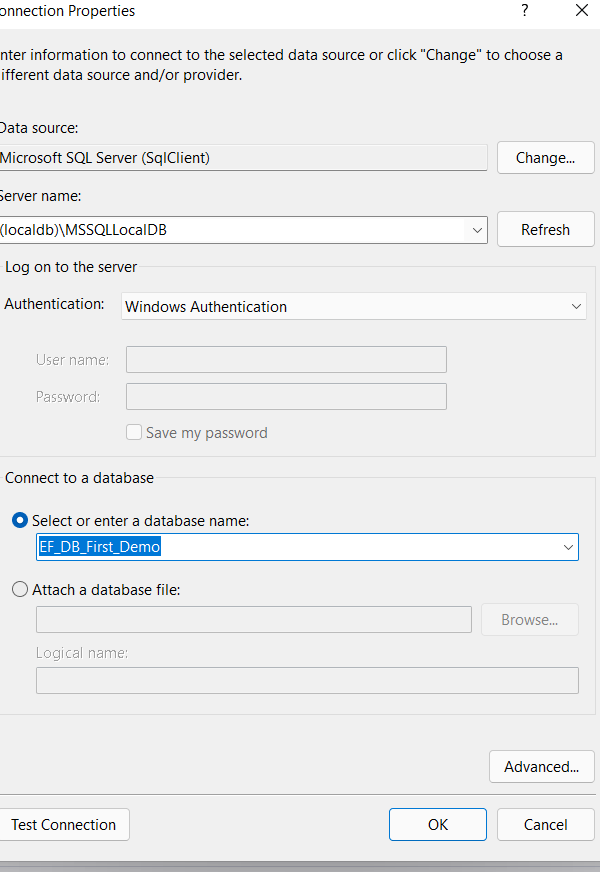 onnection Properties
?
nter information to connect to the selected data source or click "Change" to choose a
ifferent data source and/or provider.
Data source:
Microsoft SQL Server (SqlClient)
Change...
Server name:
(localdb)\MSSQLLocalDB
Refresh
Log on to the server
Authentication:
Windows Authentication
User name:
Password:
Save my password
Connect to a database
Select or enter a database name:
EF_DB_First_Demo
Attach a database file:
Browse...
Logical name:
Advanced...
Test Connection
OK
Cancel